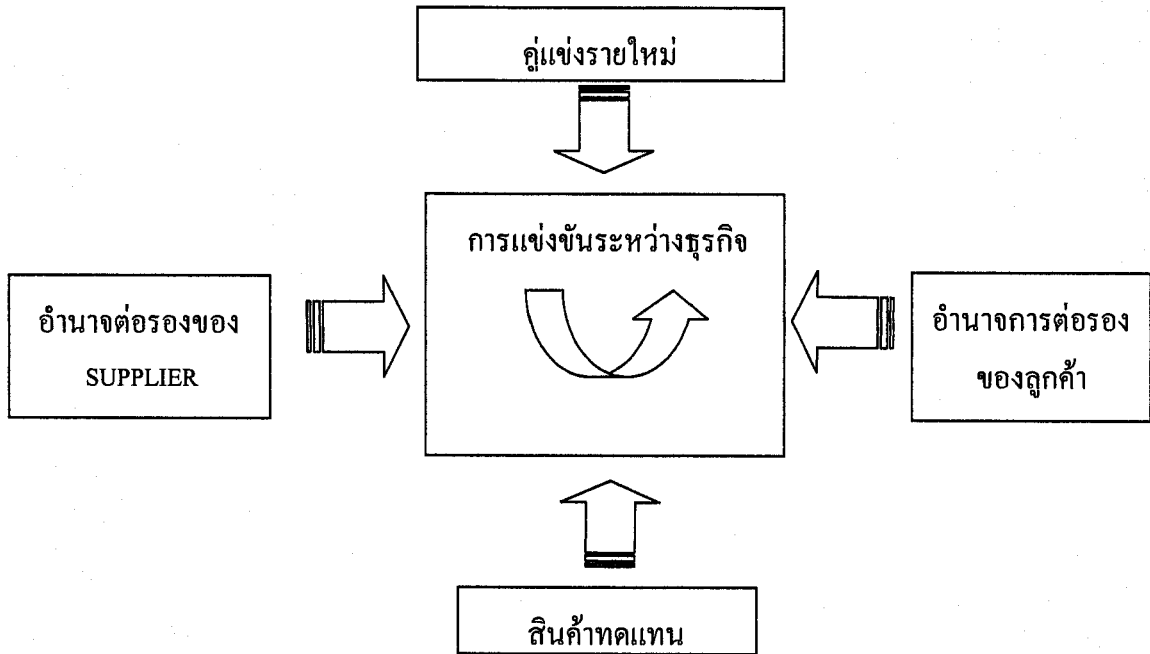 คู่แข่งรายใหม่
การแข่งขันระหว่างธุรกิจ
อำนาจต่อรองของ
SUPPLIER
อำนาจการต่อรอง
ของลูกค้า
สินค้าทดแทน